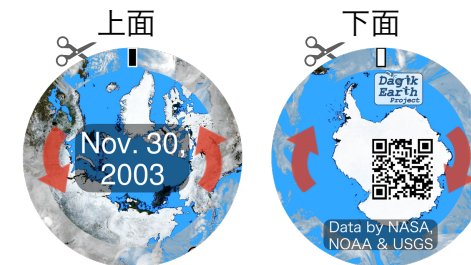 上面
下面
Nov. 30,
2003
Dagik
Earth
Project
Data by NASA,
NOAA & USGS